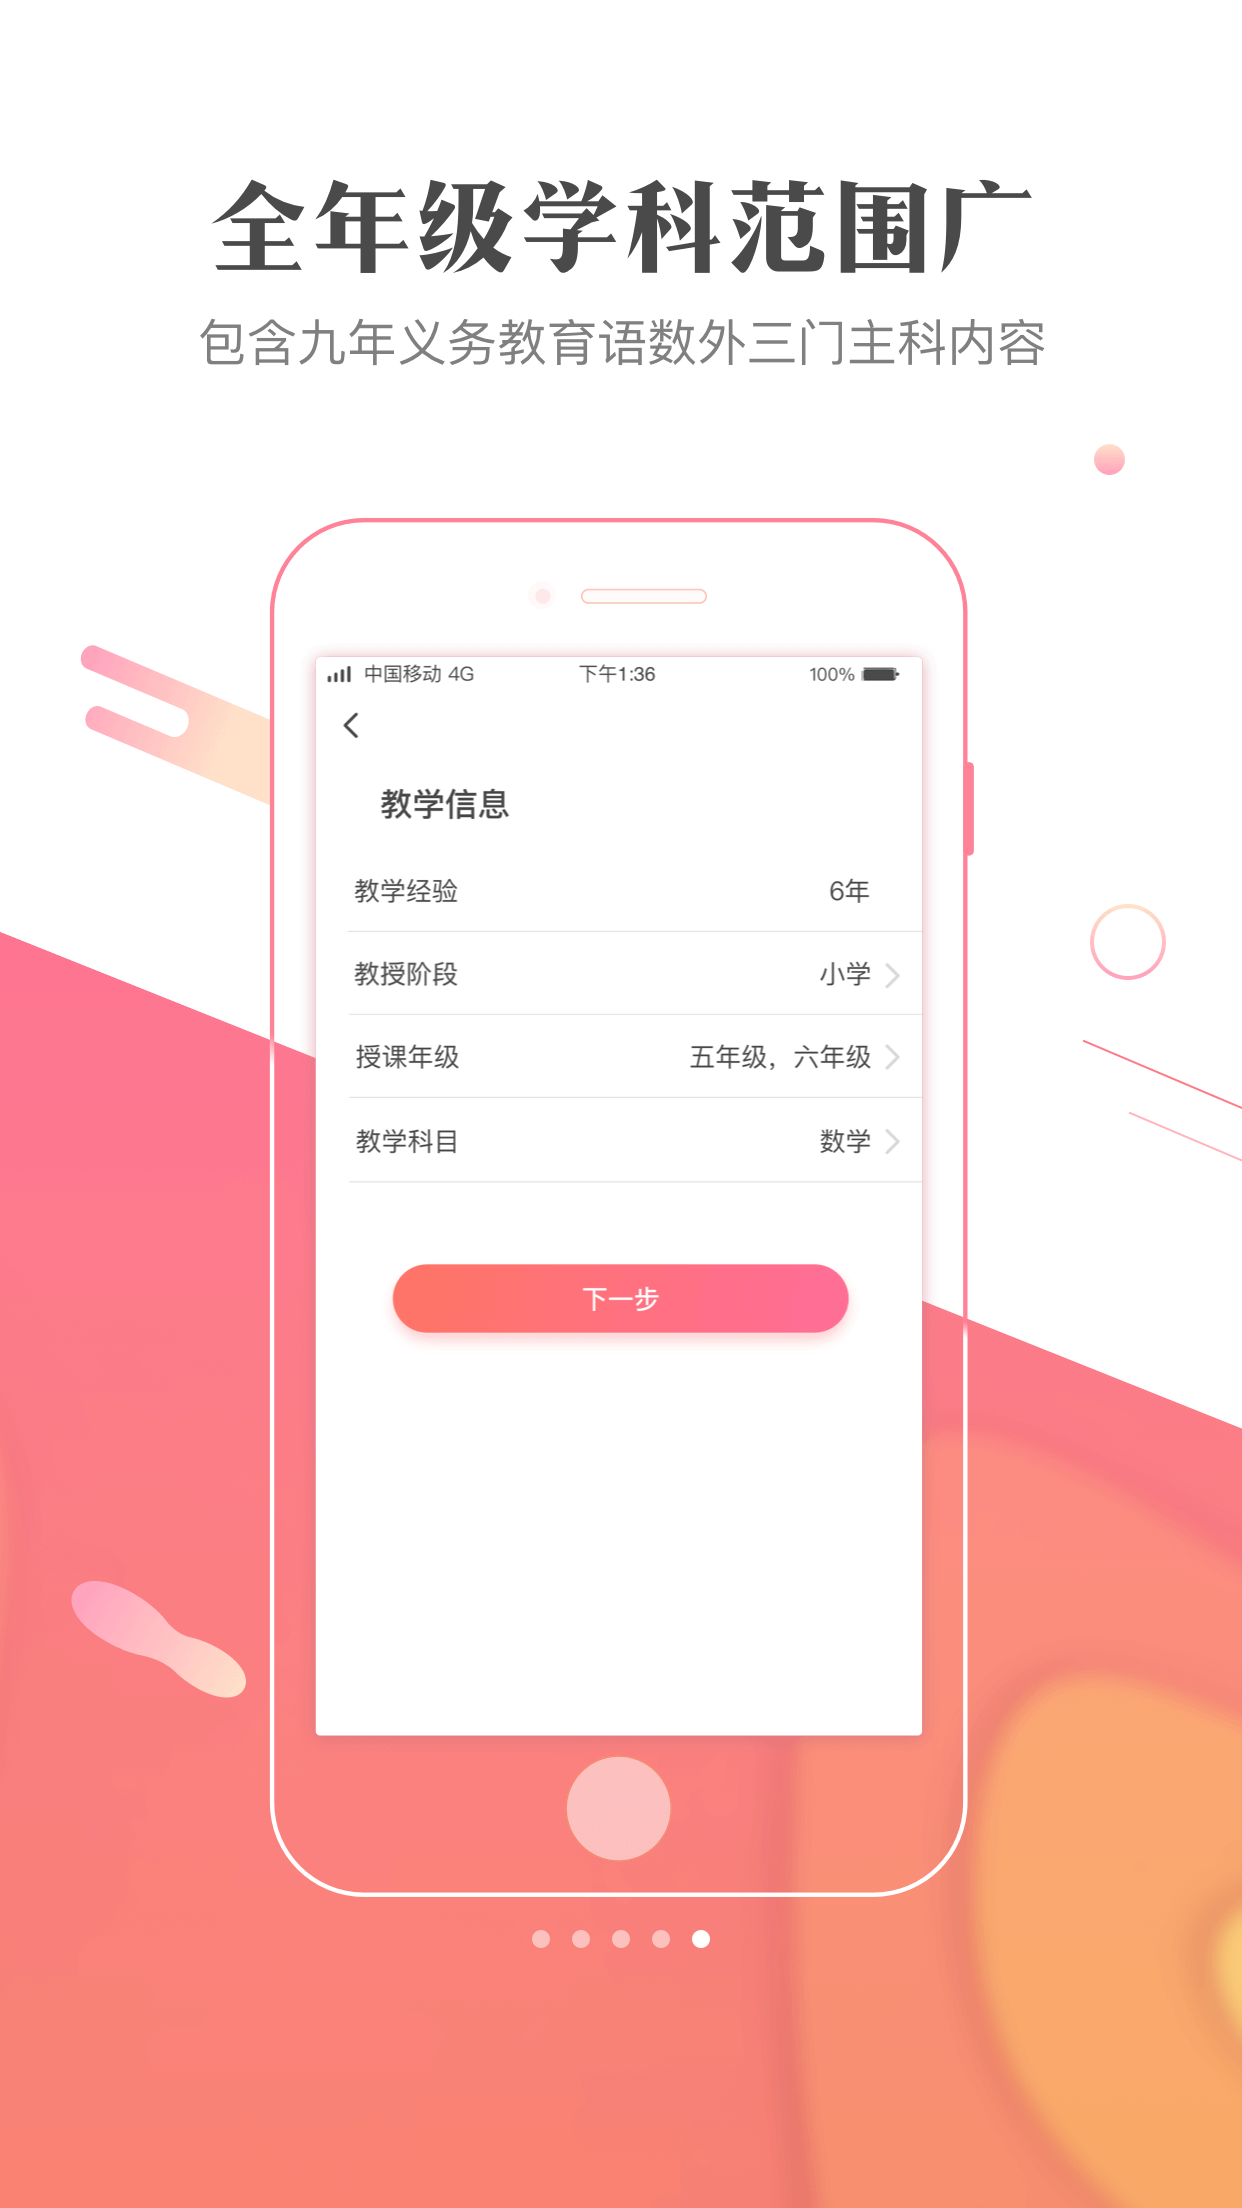 全年级学科范围广
包含九年义务教育语数外三门主科内容
中国移动 4G 下午1:36 100%
教学信息
教学经验 6年
教授阶段 小学
授课年级 五年级，六年级
教学科目 数学
下一步